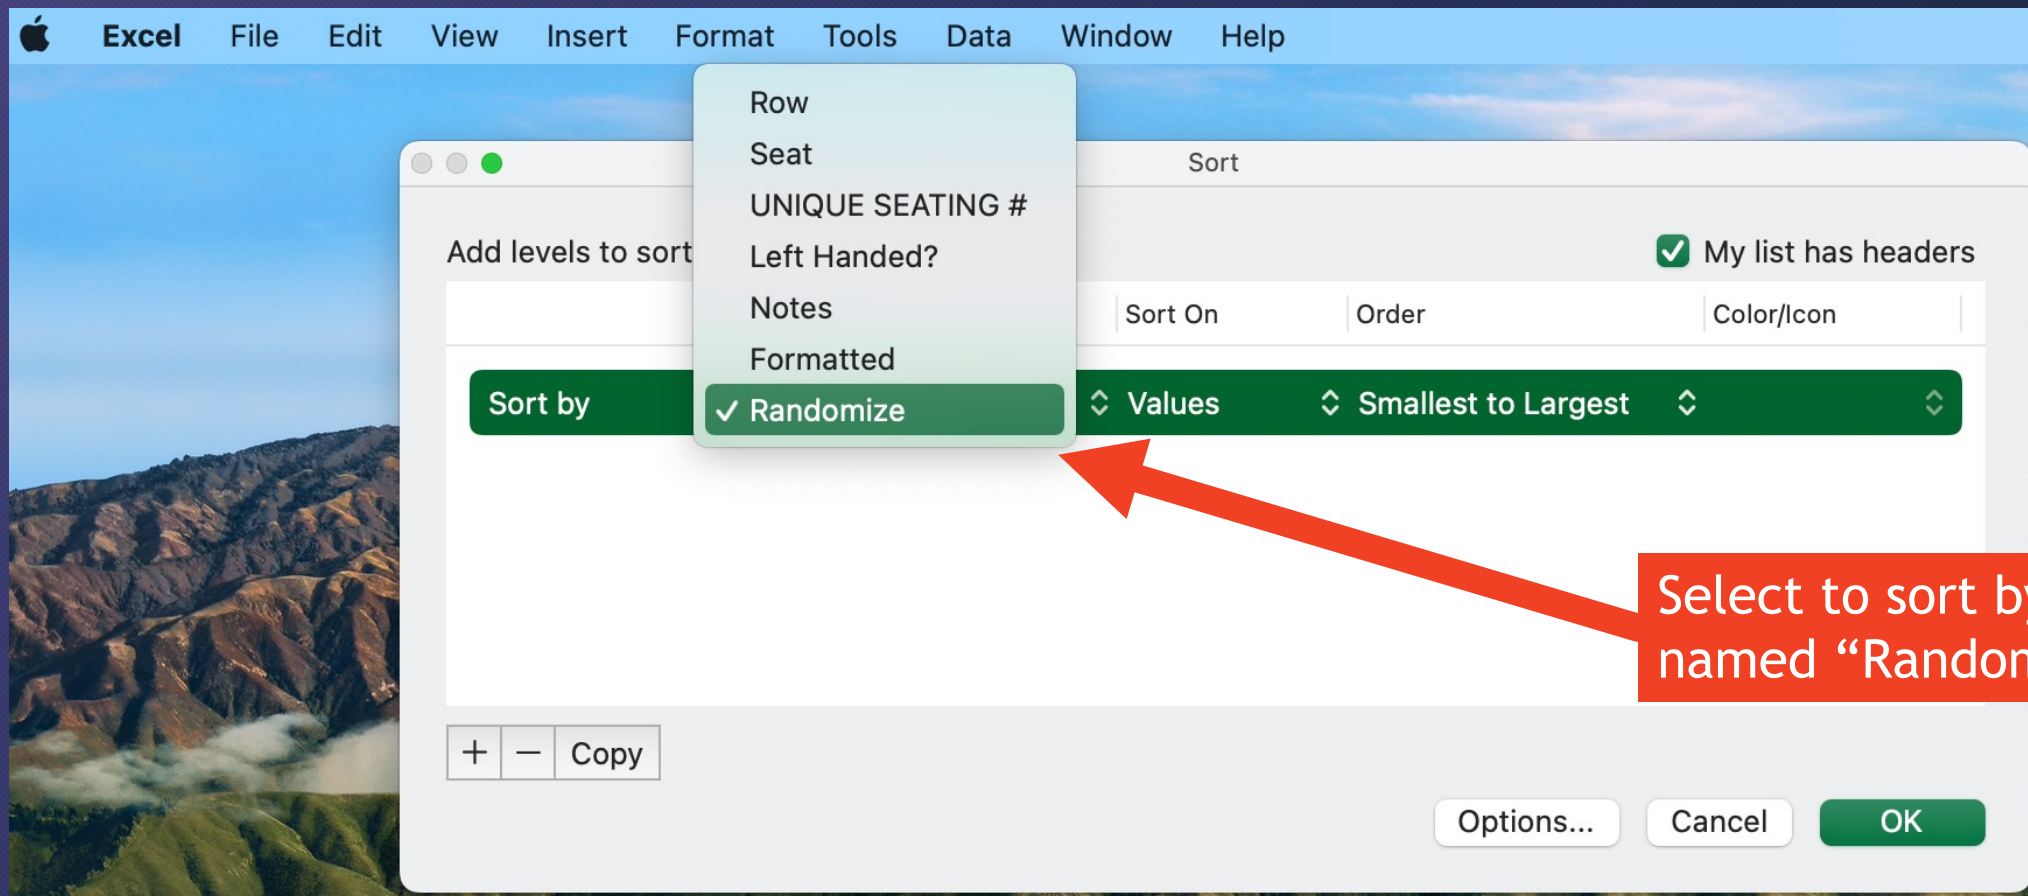 Excel File Edit View Insert Format Tools Data Window Help
Row
Seat
UNIQUE SEATING #
Left Handed?
Notes
Formatted
✓ Randomize
Sort
Add levels to sort
My list has headers
Sort On Order Color/Icon
Sort by Values Smallest to Largest
Select to sort
named
+ − Copy
Options... Cancel OK